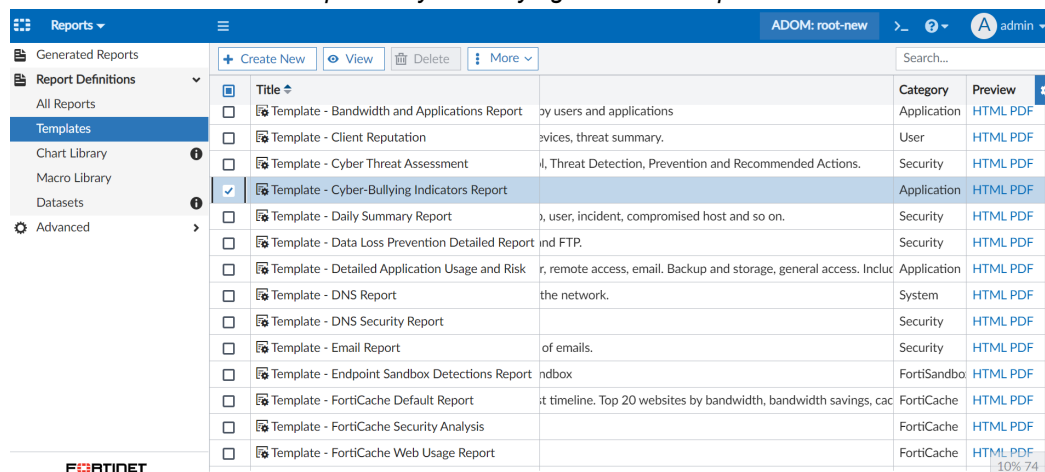 Reports
ADOM: root-new
>_
?
A admin
Generated Reports
Report Definitions
All Reports
Templates
Chart Library
Macro Library
Datasets
Advanced
+ Create New
View
Delete
More
Search...
Title Category Preview
Template - Bandwidth and Applications Report by users and applications Application HTML PDF
Template - Client Reputation evices, threat summary. User HTML PDF
Template - Cyber Threat Assessment ol, Threat Detection, Prevention and Recommended Actions. Security HTML PDF
Template - Cyber-Bullying Indicators Report Application HTML PDF
Template - Daily Summary Report o, user, incident, compromised host and so on. Security HTML PDF
Template - Data Loss Prevention Detailed Report and FTP. Security HTML PDF
Template - Detailed Application Usage and Risk r, remote access, email. Backup and storage, general access. Includ Application HTML PDF
Template - DNS Report the network. System HTML PDF
Template - DNS Security Report Security HTML PDF
Template - Email Report of emails. Security HTML PDF
Template - Endpoint Sandbox Detections Report ndbox FortiSandbo HTML PDF
Template - FortiCache Default Report st timeline. Top 20 websites by bandwidth, bandwidth savings, cac FortiCache HTML PDF
Template - FortiCache Security Analysis FortiCache HTML PDF
Template - FortiCache Web Usage Report FortiCache HTML PDF
FORTINET
10% 74